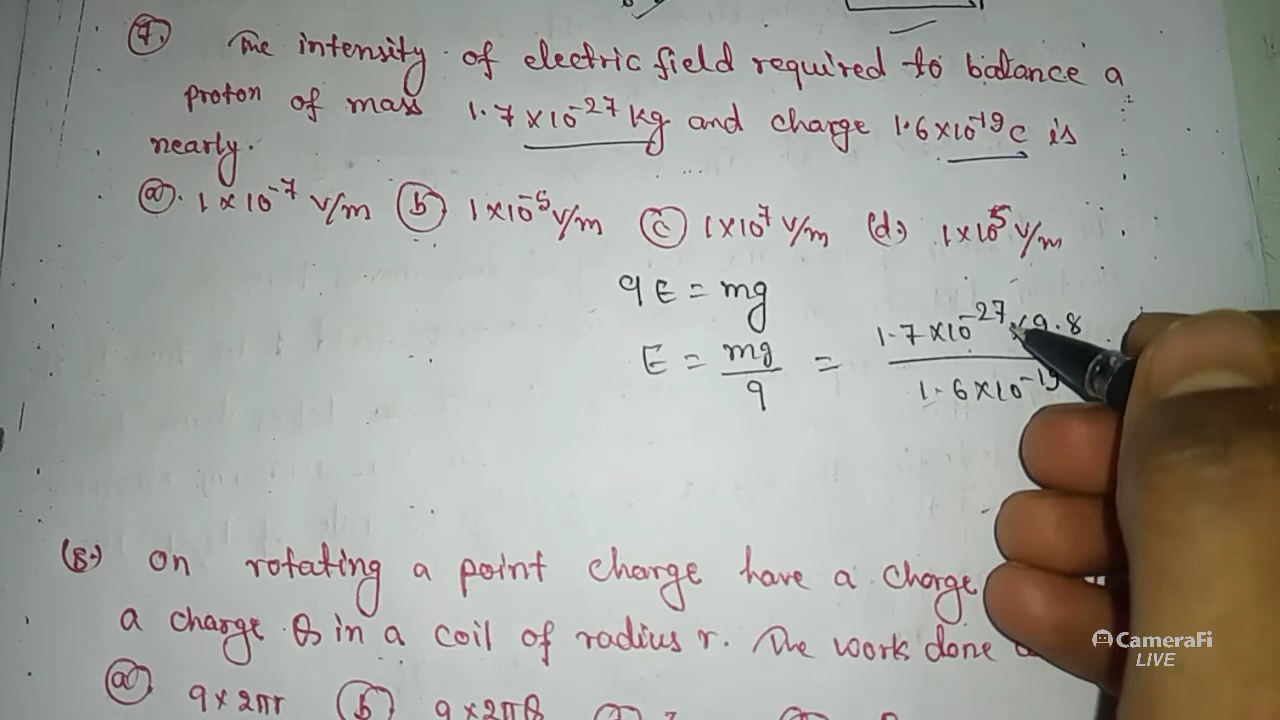 7. The intensity of electric field required to balance a
proton of mass 1.7×10⁻²⁷ kg and charge 1.6×10⁻¹⁹ c is
nearly.
(a). 1×10⁻⁷ V/m (b) 1×10⁻⁵ V/m (c) 1×10⁷ V/m (d.) 1×10⁵ V/m
qE = mg
E = mg/q = 1.7×10⁻²⁷×9.8 / 1.6×10⁻¹⁹
(8.) On rotating a point charge have a charge
a charge Q in a coil of radius r. The work done
(a) q×2πr (b) q×2πQ
CameraFi
LIVE